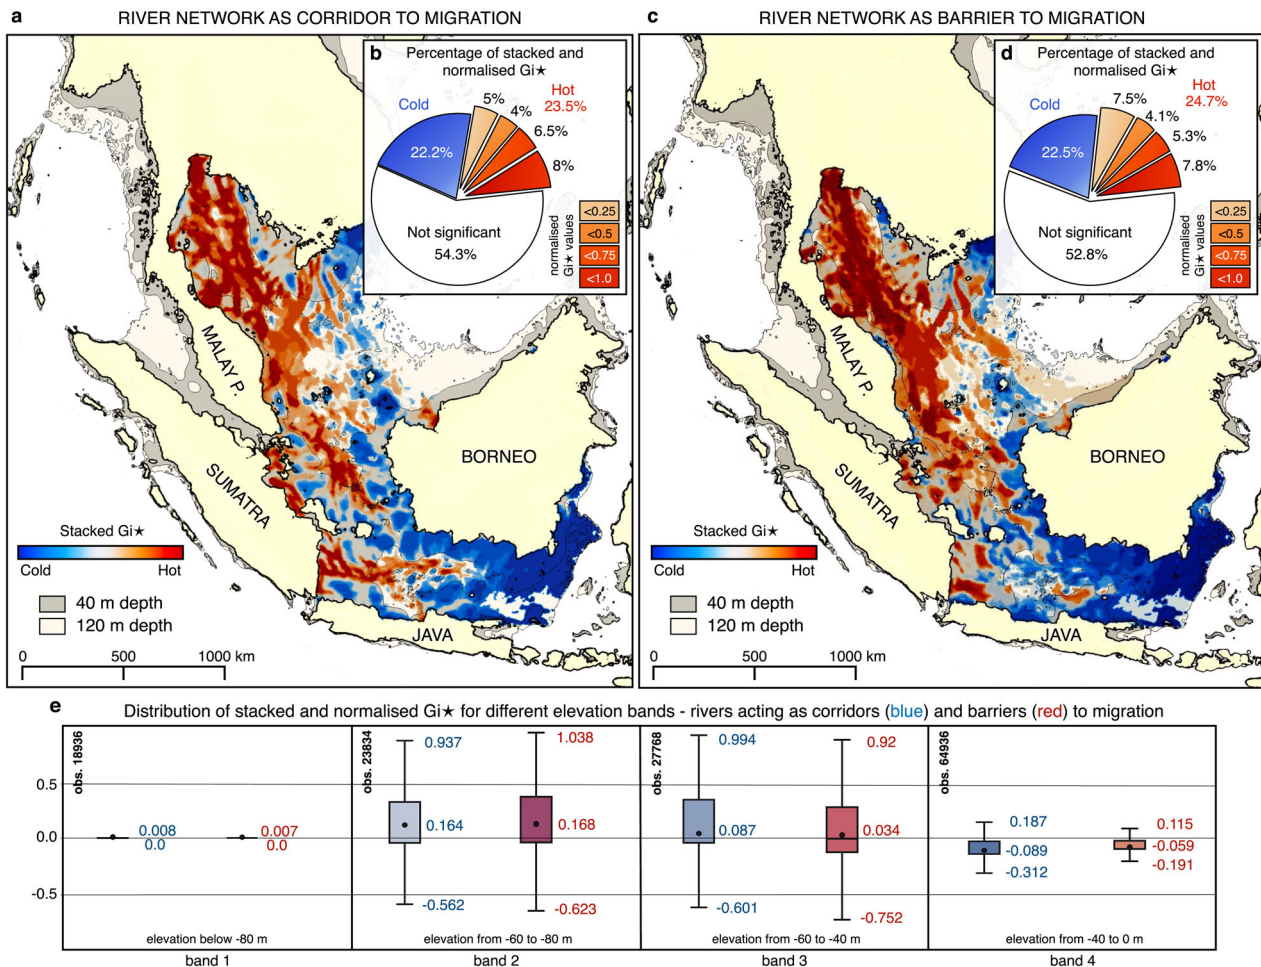 a RIVER NETWORK AS CORRIDOR TO MIGRATION
b Percentage of stacked and
normalised Gi★
Cold
Hot
23.5%
5%
4%
6.5%
8%
22.2%
Not significant
54.3%
normalised
Gi★ values
<0.25
<0.5
<0.75
<1.0
MALAY P.
SUMATRA
BORNEO
JAVA
Stacked Gi★
Cold Hot
40 m depth
120 m depth
0 500 1000 km
c RIVER NETWORK AS BARRIER TO MIGRATION
d Percentage of stacked and
normalised Gi★
Cold
Hot
24.7%
7.5%
4.1%
5.3%
7.8%
22.5%
Not significant
52.8%
normalised
Gi★ values
<0.25
<0.5
<0.75
<1.0
MALAY P.
SUMATRA
BORNEO
JAVA
Stacked Gi★
Cold Hot
40 m depth
120 m depth
0 500 1000 km
e Distribution of stacked and normalised Gi★ for different elevation bands - rivers acting as corridors (blue) and barriers (red) to migration
0.5
0.0
-0.5
obs. 18936
0.008
0.0
0.007
0.0
elevation below -80 m
band 1
obs. 23834
0.937
0.164
-0.562
1.038
0.168
-0.623
elevation from -60 to -80 m
band 2
obs. 27768
0.994
0.087
-0.601
0.92
0.034
-0.752
elevation from -60 to -40 m
band 3
obs. 64936
0.187
-0.089
-0.312
0.115
-0.059
-0.191
elevation from -40 to 0 m
band 4